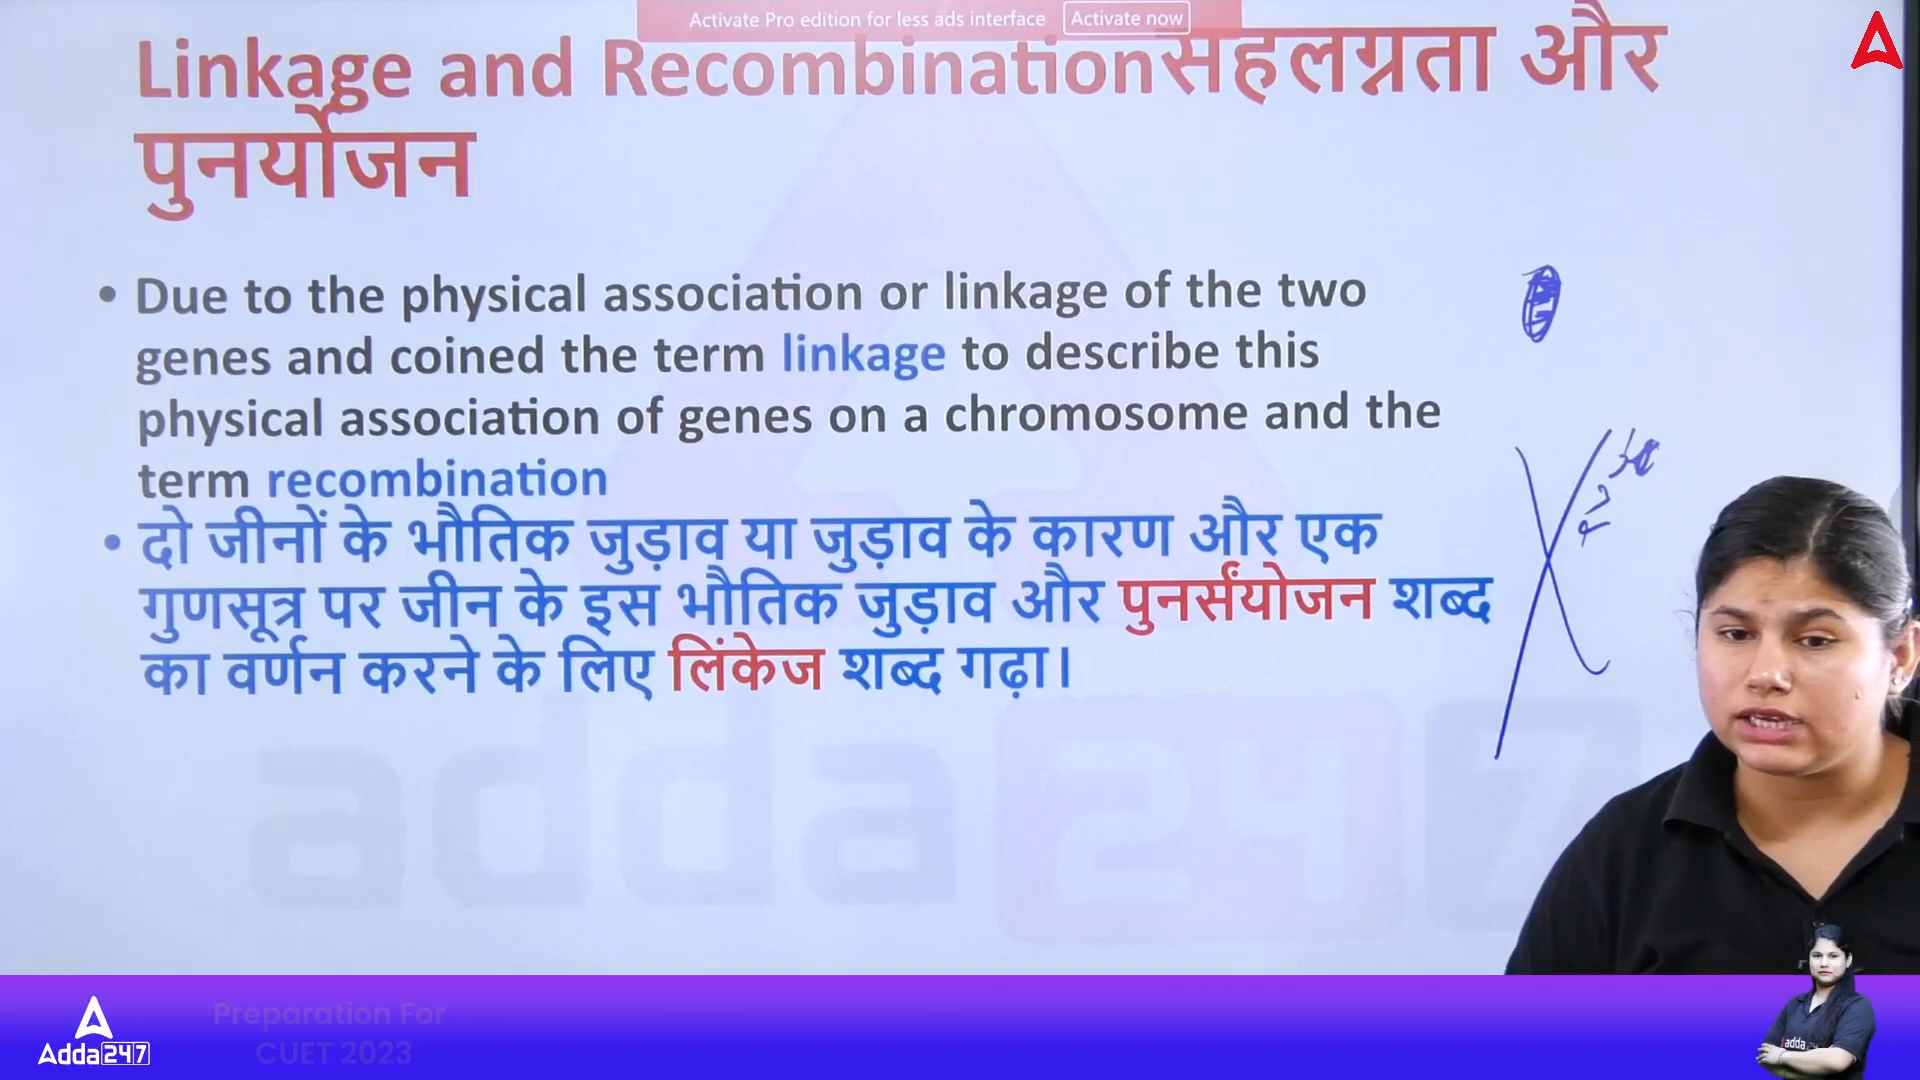 Activate Pro edition for less ads interface Activate now
Linkage and Recombinationसहलग्नता और
पुनर्योजन
• Due to the physical association or linkage of the two
genes and coined the term linkage to describe this
physical association of genes on a chromosome and the
term recombination
• दो जीनों के भौतिक जुड़ाव या जुड़ाव के कारण और एक
गुणसूत्र पर जीन के इस भौतिक जुड़ाव और पुनर्संयोजन शब्द
का वर्णन करने के लिए लिंकेज शब्द गढ़ा।
adda 247
Preparation For
CUET 2023
Adda247
adda247